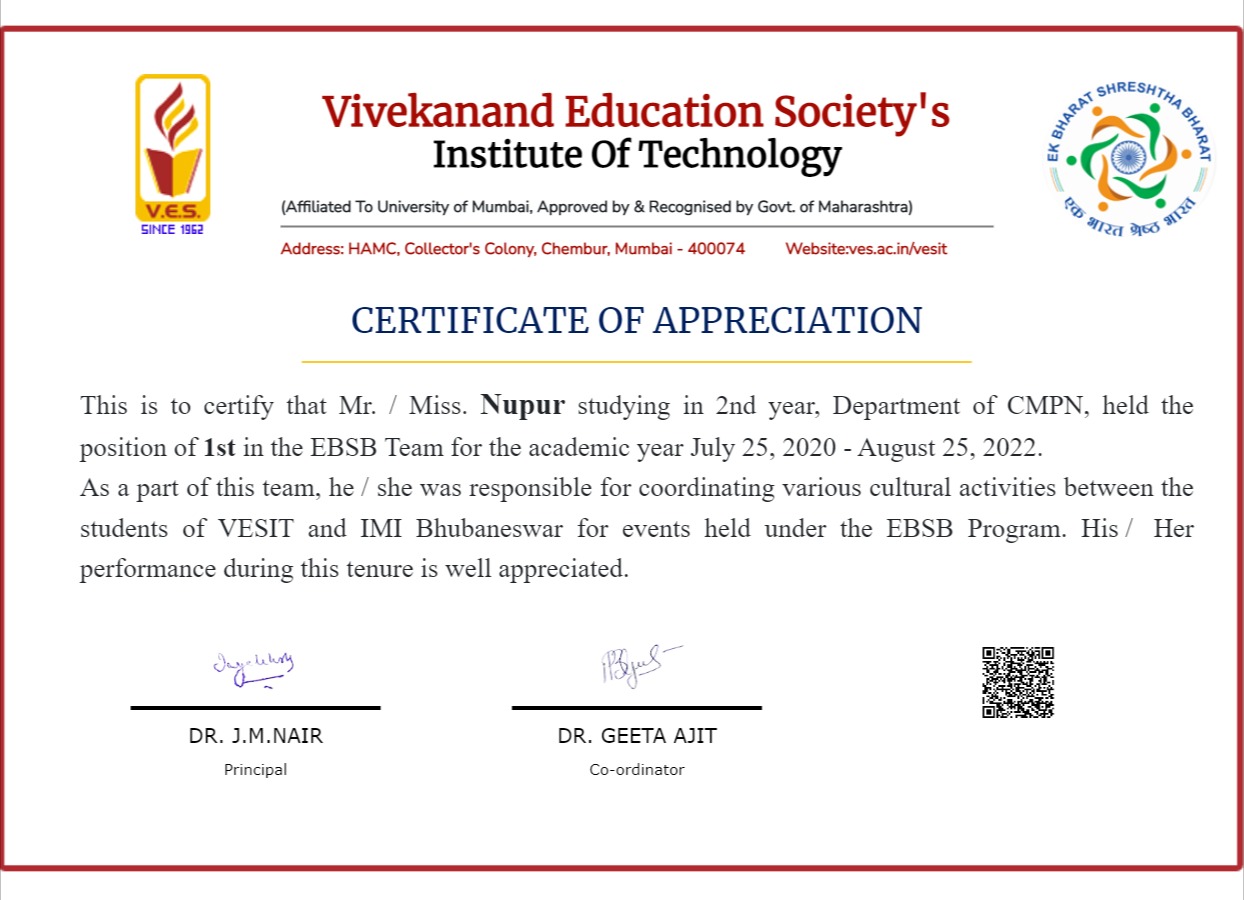 V.E.S.
SINCE 1962
Vivekanand Education Society's
Institute Of Technology
(Affiliated To University of Mumbai, Approved by & Recognised by Govt. of Maharashtra)
Address: HAMC, Collector's Colony, Chembur, Mumbai - 400074 Website:ves.ac.in/vesit
EK BHARAT SHRESHTHA BHARAT
एक भारत श्रेष्ठ भारत
CERTIFICATE OF APPRECIATION
This is to certify that Mr. / Miss. Nupur studying in 2nd year, Department of CMPN, held the
position of 1st in the EBSB Team for the academic year July 25, 2020 - August 25, 2022.
As a part of this team, he / she was responsible for coordinating various cultural activities between the
students of VESIT and IMI Bhubaneswar for events held under the EBSB Program. His / Her
performance during this tenure is well appreciated.
DR. J.M.NAIR
Principal
DR. GEETA AJIT
Co-ordinator